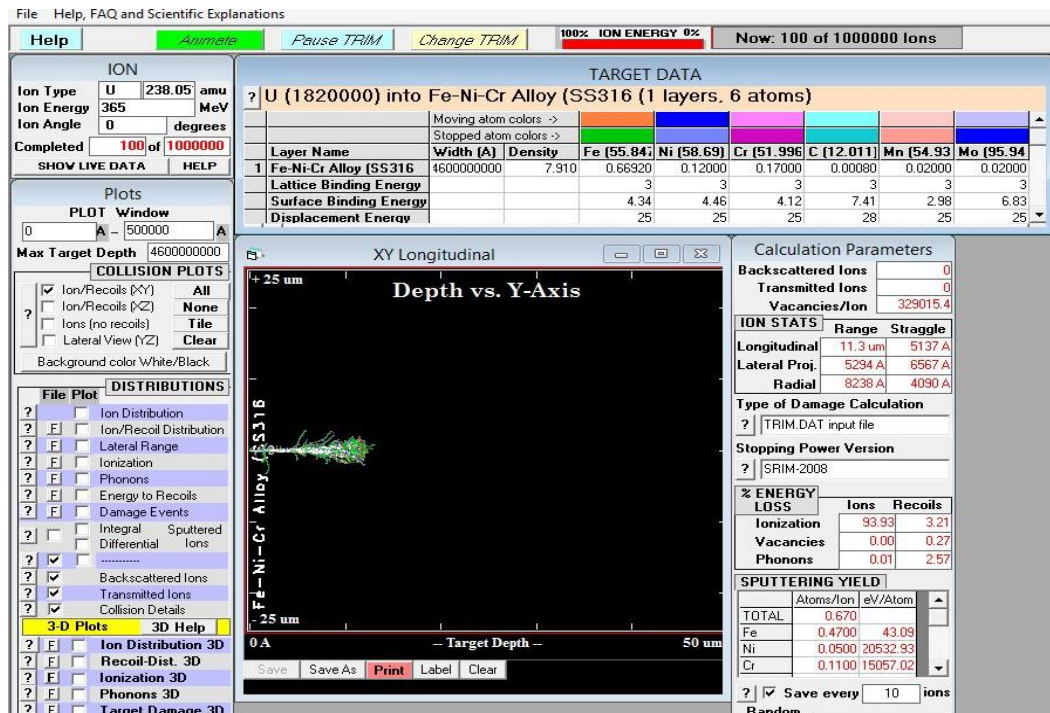 File Help, FAQ and Scientific Explanations
Help Animate Pause TRIM Change TRIM 100% ION ENERGY 0% Now: 100 of 1000000 Ions
ION
Ion Type U 238.05 amu
Ion Energy 365 MeV
Ion Angle 0 degrees
Completed 100 of 1000000
SHOW LIVE DATA HELP
Plots
PLOT Window
0 A - 500000 A
Max Target Depth 4600000000
COLLISION PLOTS
Ion/Recoils (XY) All
? Ion/Recoils (XZ) None
Ions (no recoils) Tile
Lateral View (YZ) Clear
Background color White/Black
DISTRIBUTIONS
File Plot
? Ion Distribution
? F Ion/Recoil Distribution
? F Lateral Range
? F Ionization
? F Phonons
? F Energy to Recoils
? F Damage Events
? Integral Sputtered
Differential Ions
? -----------
? Backscattered Ions
? Transmitted Ions
? Collision Details
3-D Plots 3D Help
? F Ion Distribution 3D
? F Recoil-Dist. 3D
? F Ionization 3D
? F Phonons 3D
? F Target Damage 3D
TARGET DATA
? U (1820000) into Fe-Ni-Cr Alloy (SS316 (1 layers, 6 atoms)
Moving atom colors ->
Stopped atom colors ->
Layer Name Width (A) Density Fe (55.847 Ni (58.69) Cr (51.996 C (12.011) Mn (54.93 Mo (95.94
1 Fe-Ni-Cr Alloy (SS316 4600000000 7.910 0.66920 0.12000 0.17000 0.00080 0.02000 0.02000
Lattice Binding Energy 3 3 3 3 3 3
Surface Binding Energy 4.34 4.46 4.12 7.41 2.98 6.83
Displacement Energy 25 25 25 28 25 25
XY Longitudinal
+ 25 um
Depth vs. Y-Axis
Fe-Ni-Cr Alloy (SS316
- 25 um
0 A -- Target Depth -- 50 um
Save Save As Print Label Clear
Calculation Parameters
Backscattered Ions 0
Transmitted Ions 0
Vacancies/Ion 329015.4
ION STATS Range Straggle
Longitudinal 11.3 um 5137 A
Lateral Proj. 5294 A 6567 A
Radial 8238 A 4090 A
Type of Damage Calculation
? TRIM.DAT input file
Stopping Power Version
? SRIM-2008
% ENERGY LOSS Ions Recoils
Ionization 93.93 3.21
Vacancies 0.00 0.27
Phonons 0.01 2.57
SPUTTERING YIELD
Atoms/Ion eV/Atom
TOTAL 0.670
Fe 0.4700 43.09
Ni 0.0500 20532.93
Cr 0.1100 15057.02
? Save every 10 ions
Random